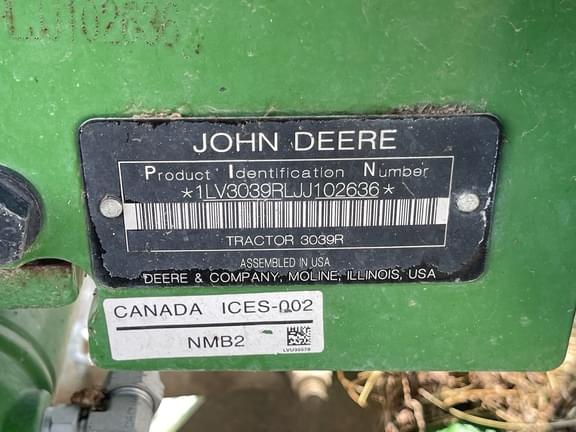 LJJ102636
JOHN DEERE
Product Identification Number
*1LV3039RLJJ102636*
TRACTOR 3039R
ASSEMBLED IN USA
DEERE & COMPANY, MOLINE, ILLINOIS, USA
CANADA ICES-002
NMB2